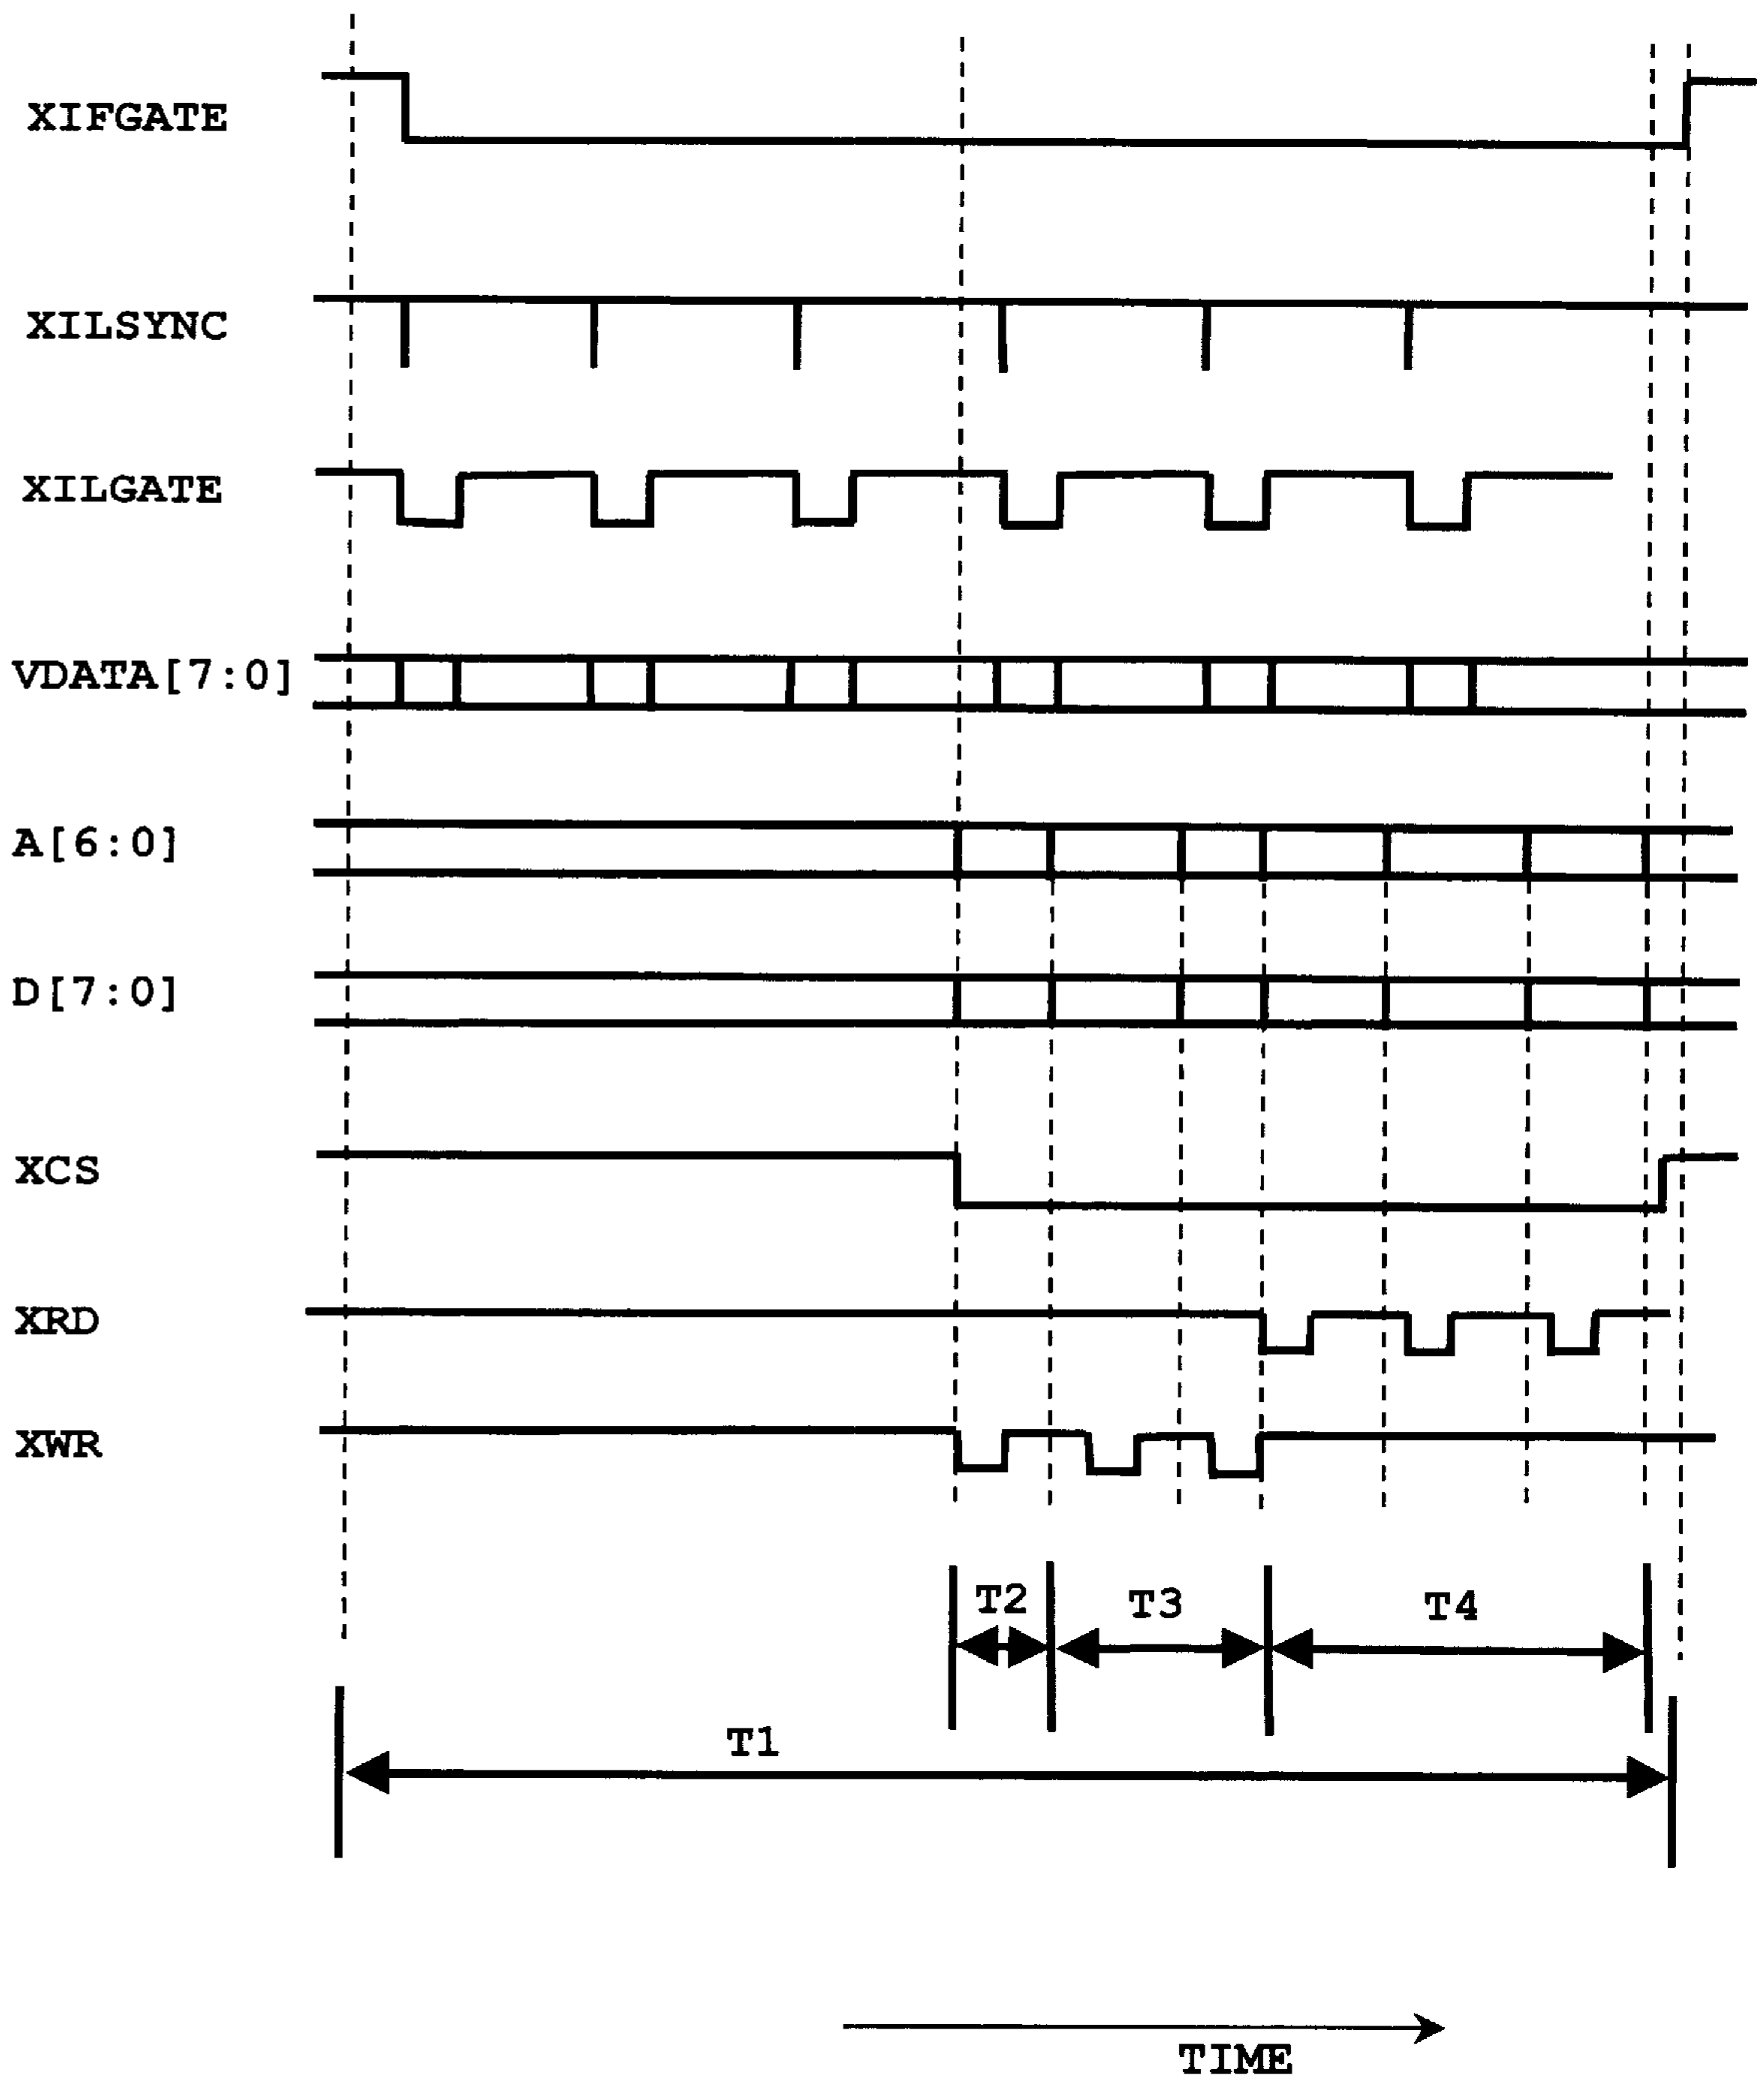 XIFGATE
XILSYNC
XILGATE
VDATA[7:0]
A[6:0]
D[7:0]
XCS
XRD
XWR
T2 T3 T4
T1
TIME